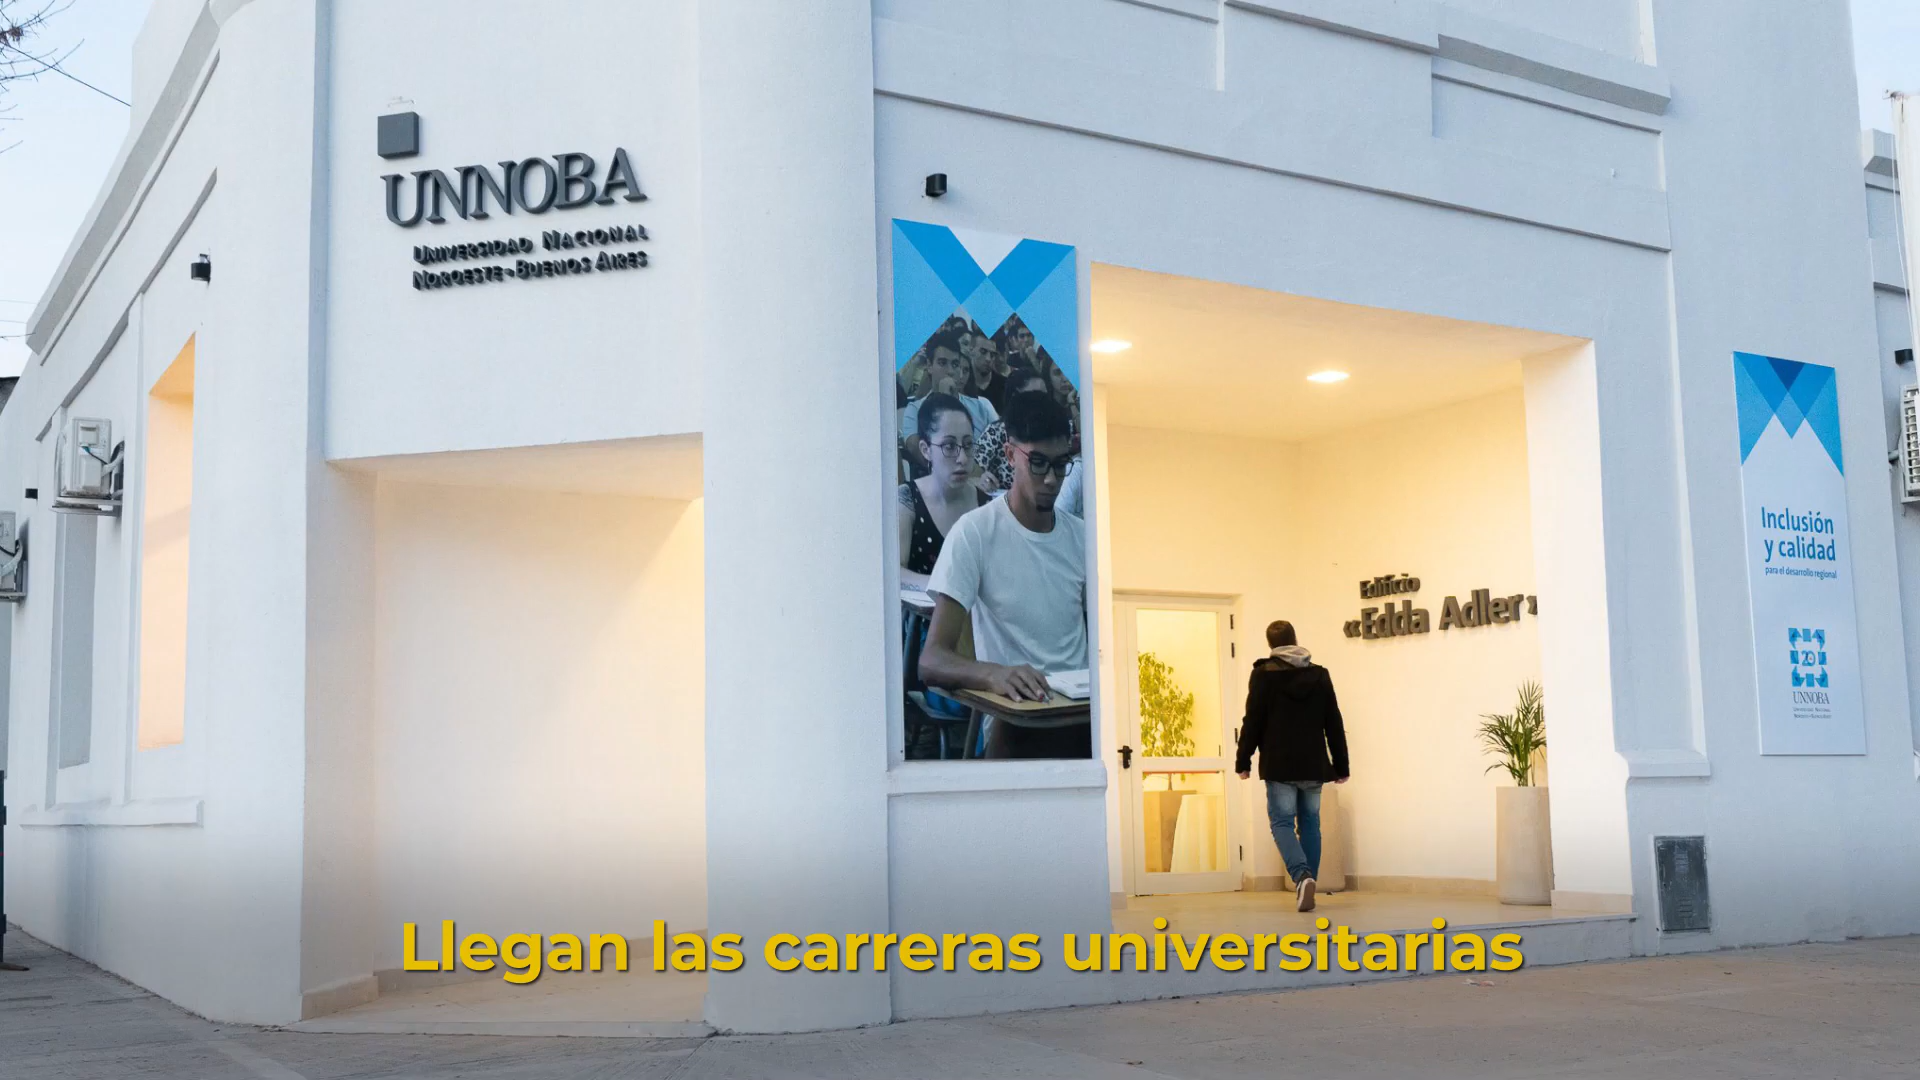 UNNOBA
UNIVERSIDAD NACIONAL
NOROESTE-BUENOS AIRES
Edificio
«Edda Adler»
Inclusión
y calidad
para el desarrollo regional
20
UNNOBA
Llegan las carreras universitarias